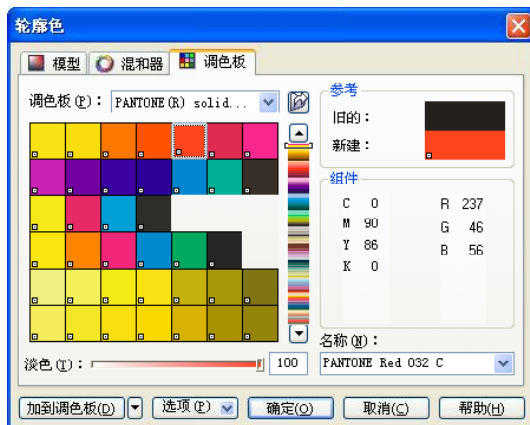 轮廓色
模型 混和器 调色板
调色板(P): PANTONE(R) solid...
参考
旧的:
新建:
组件
C 0 R 237
M 90 G 46
Y 86 B 56
K 0
名称(N):
淡色(T): 100 PANTONE Red 032 C
加到调色板(D) 选项(P) 确定(O) 取消(C) 帮助(H)